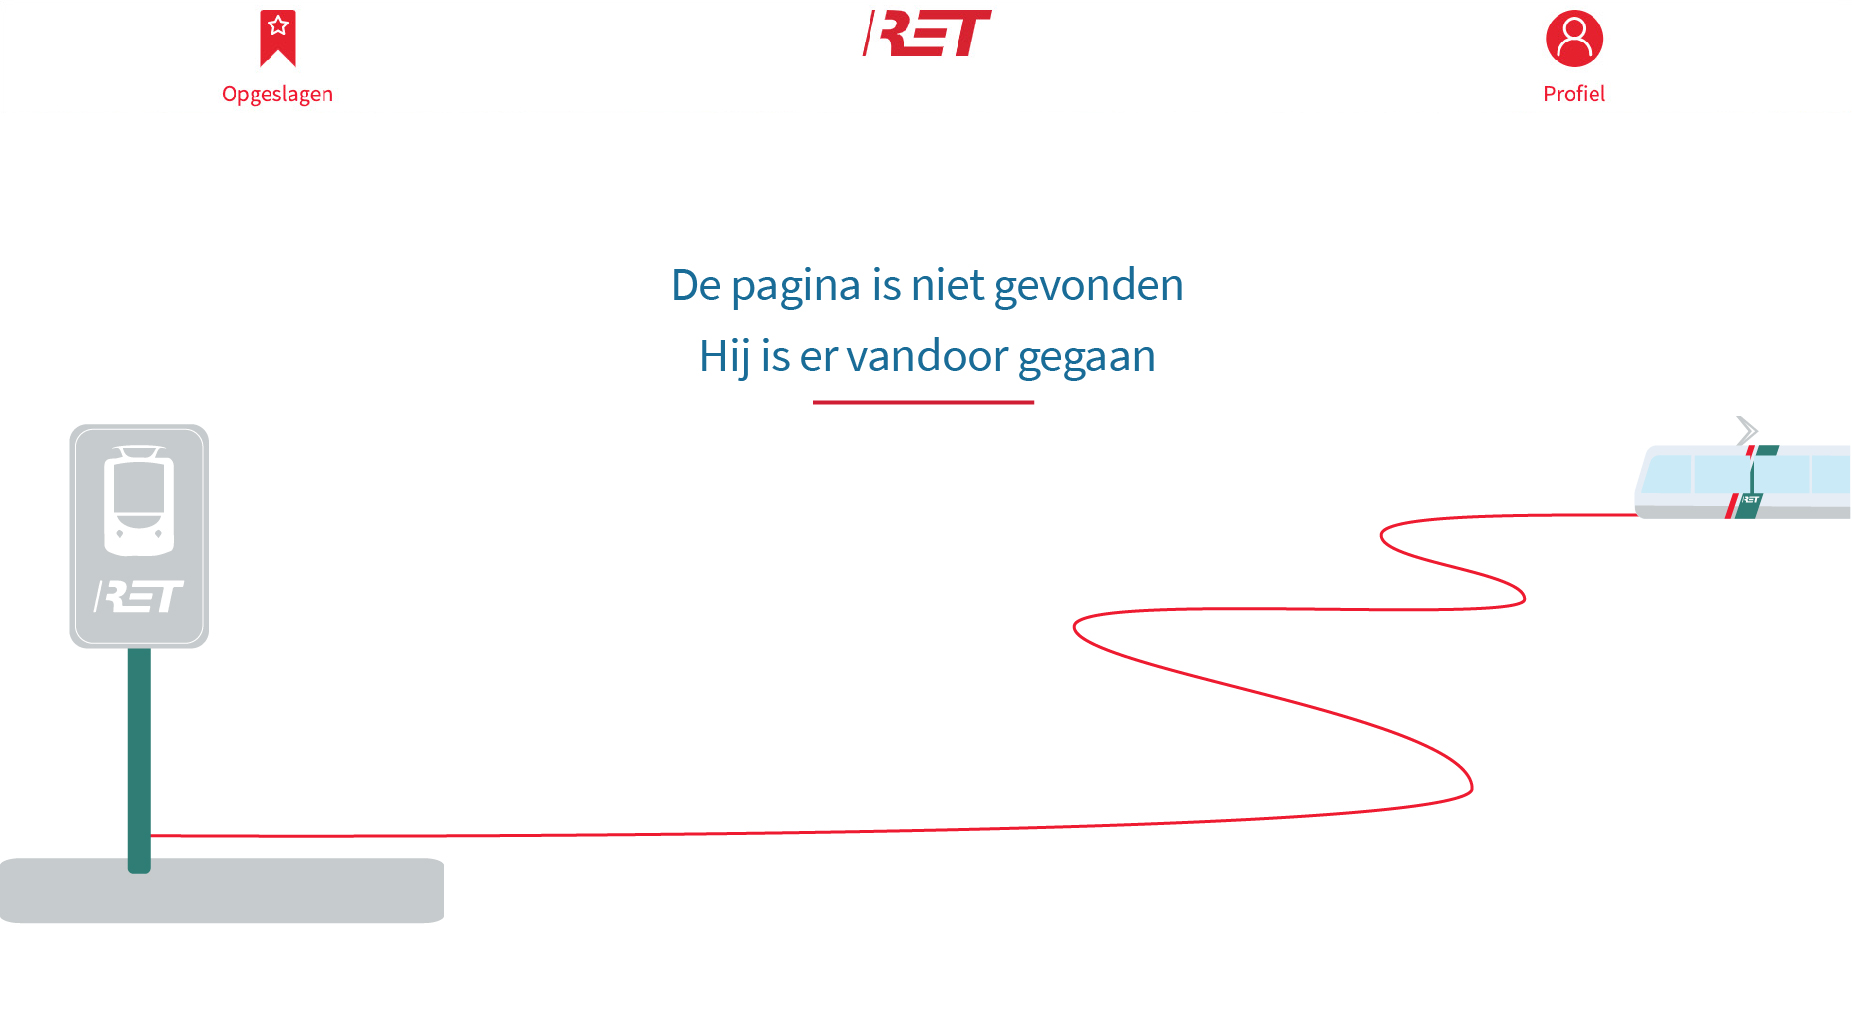 RET
Opgeslagen
Profiel
De pagina is niet gevonden
Hij is er vandoor gegaan
RET
RET